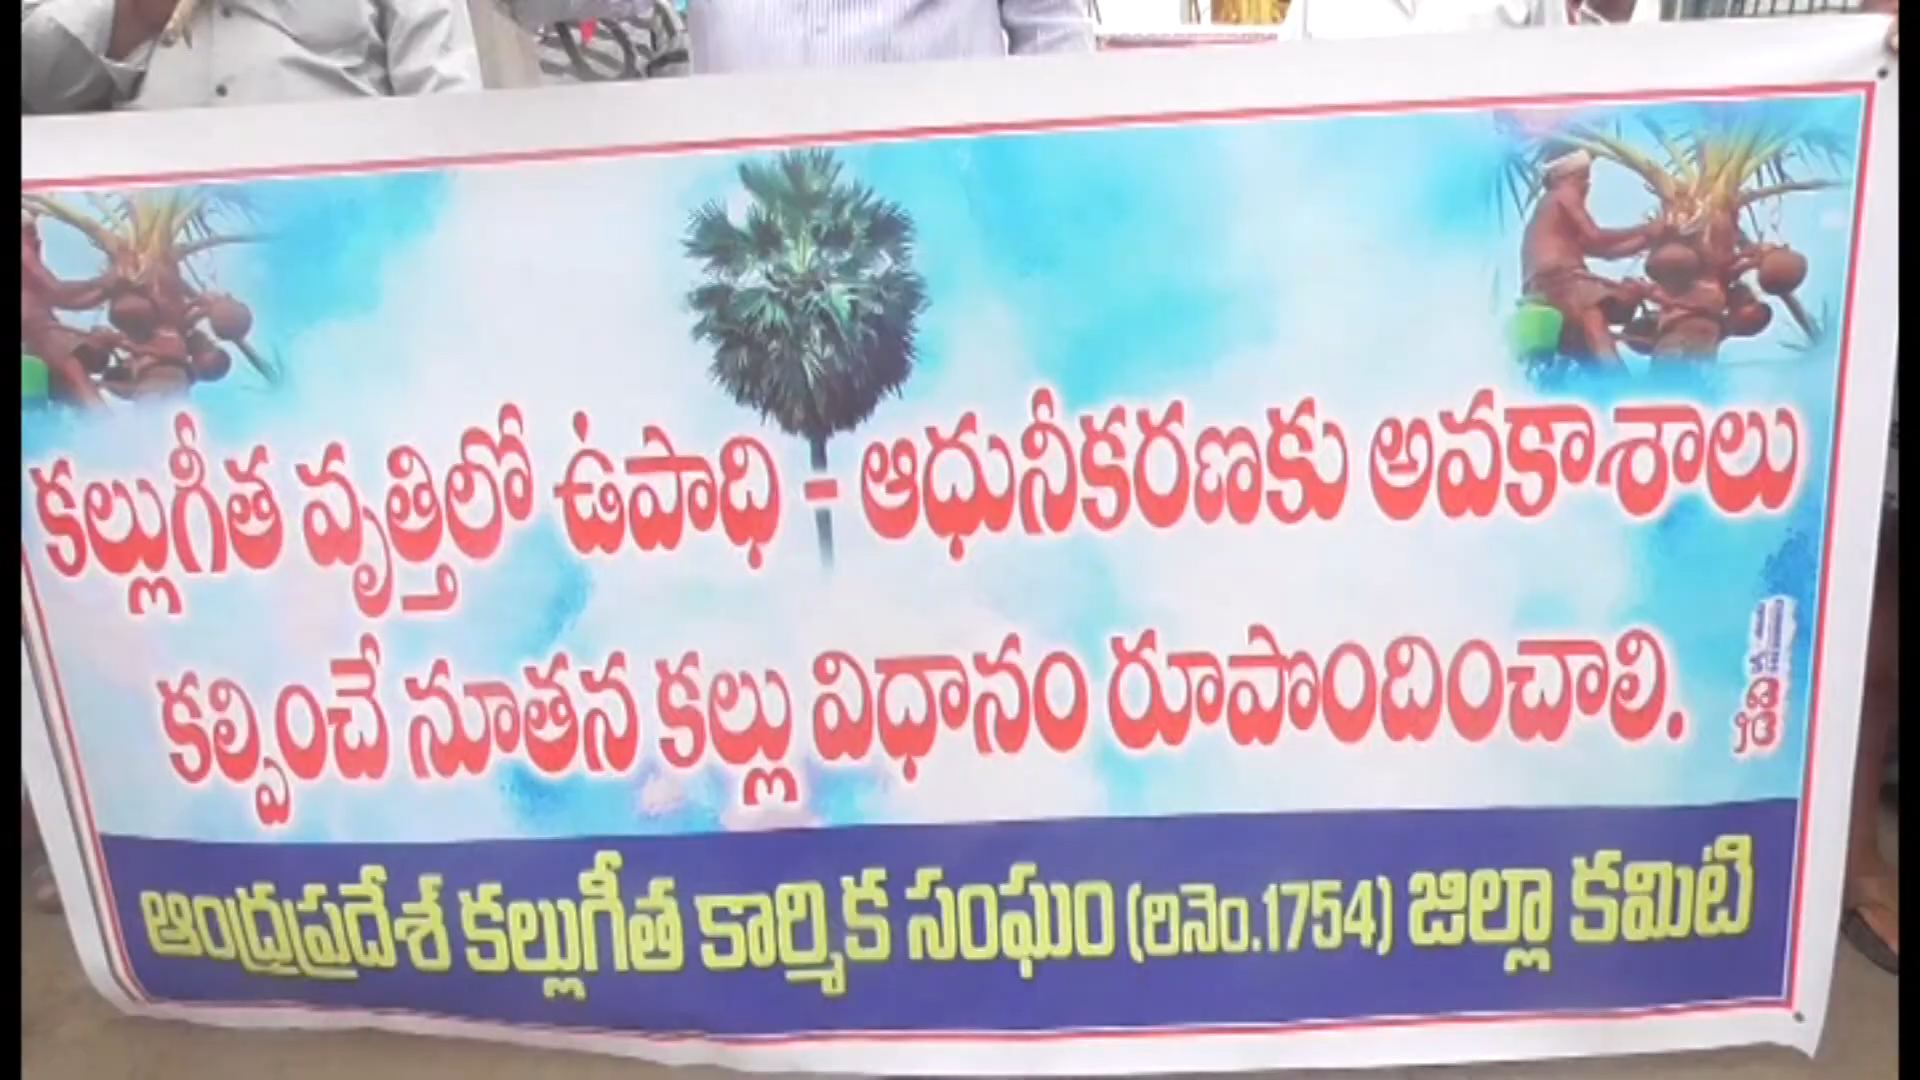 కల్లుగీత వృత్తిలో ఉపాధి - ఆధునీకరణకు అవకాశాలు
కల్పించే నూతన కల్లు విధానం రూపొందించాలి.
ఆంధ్రప్రదేశ్ కల్లుగీత కార్మిక సంఘం (రినెం.1754) జిల్లా కమిటి